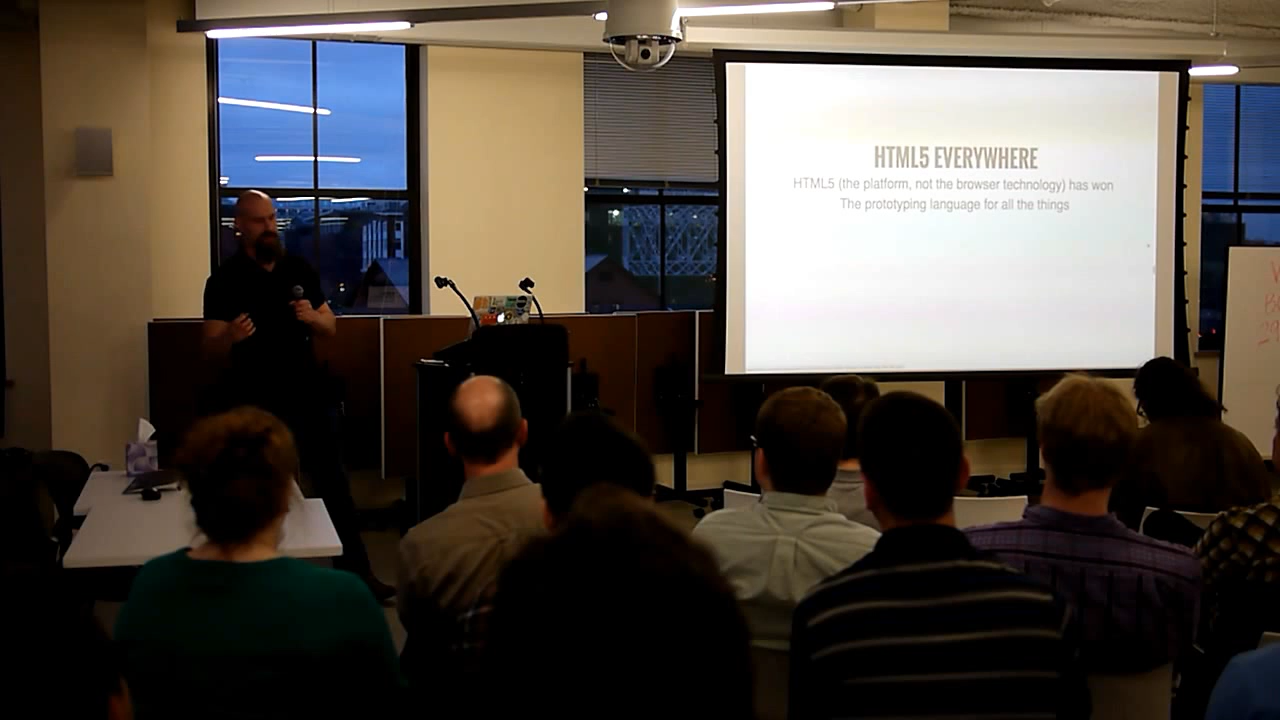 HTML5 EVERYWHERE
HTML5 (the platform, not the browser technology) has won
The prototyping language for all the things